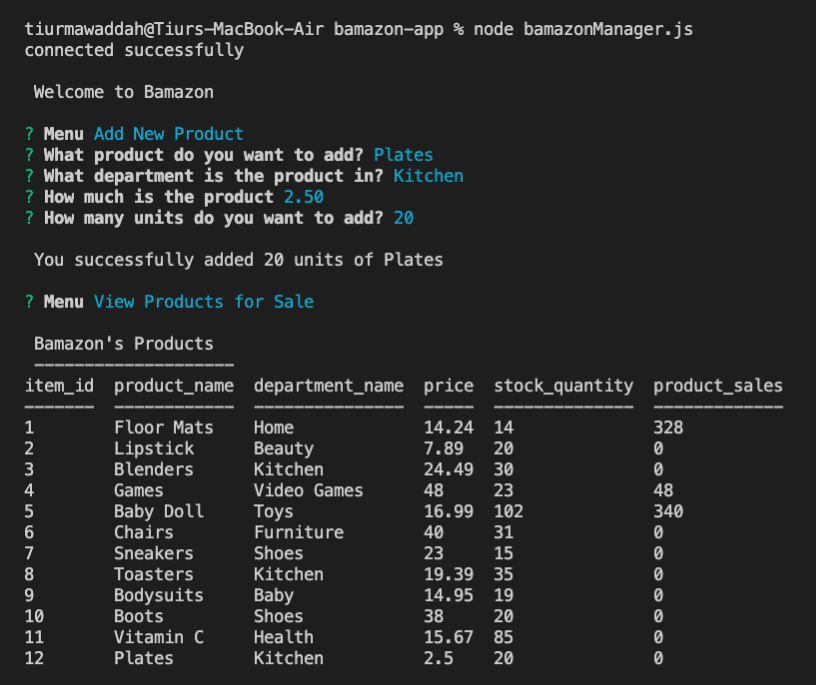 tiurmawaddah@Tiurs-MacBook-Air bamazon-app % node bamazonManager.js
connected successfully
Welcome to Bamazon
? Menu Add New Product
? What product do you want to add? Plates
? What department is the product in? Kitchen
? How much is the product 2.50
? How many units do you want to add? 20
You successfully added 20 units of Plates
? Menu View Products for Sale
Bamazon's Products
--------------------
item_id  product_name  department_name  price  stock_quantity  product_sales
-------  ------------  ---------------  -----  --------------  -------------
1        Floor Mats    Home             14.24  14              328
2        Lipstick      Beauty           7.89   20              0
3        Blenders      Kitchen          24.49  30              0
4        Games         Video Games      48     23              48
5        Baby Doll     Toys             16.99  102             340
6        Chairs        Furniture        40     31              0
7        Sneakers      Shoes            23     15              0
8        Toasters      Kitchen          19.39  35              0
9        Bodysuits     Baby             14.95  19              0
10       Boots         Shoes            38     20              0
11       Vitamin C     Health           15.67  85              0
12       Plates        Kitchen          2.5    20              0